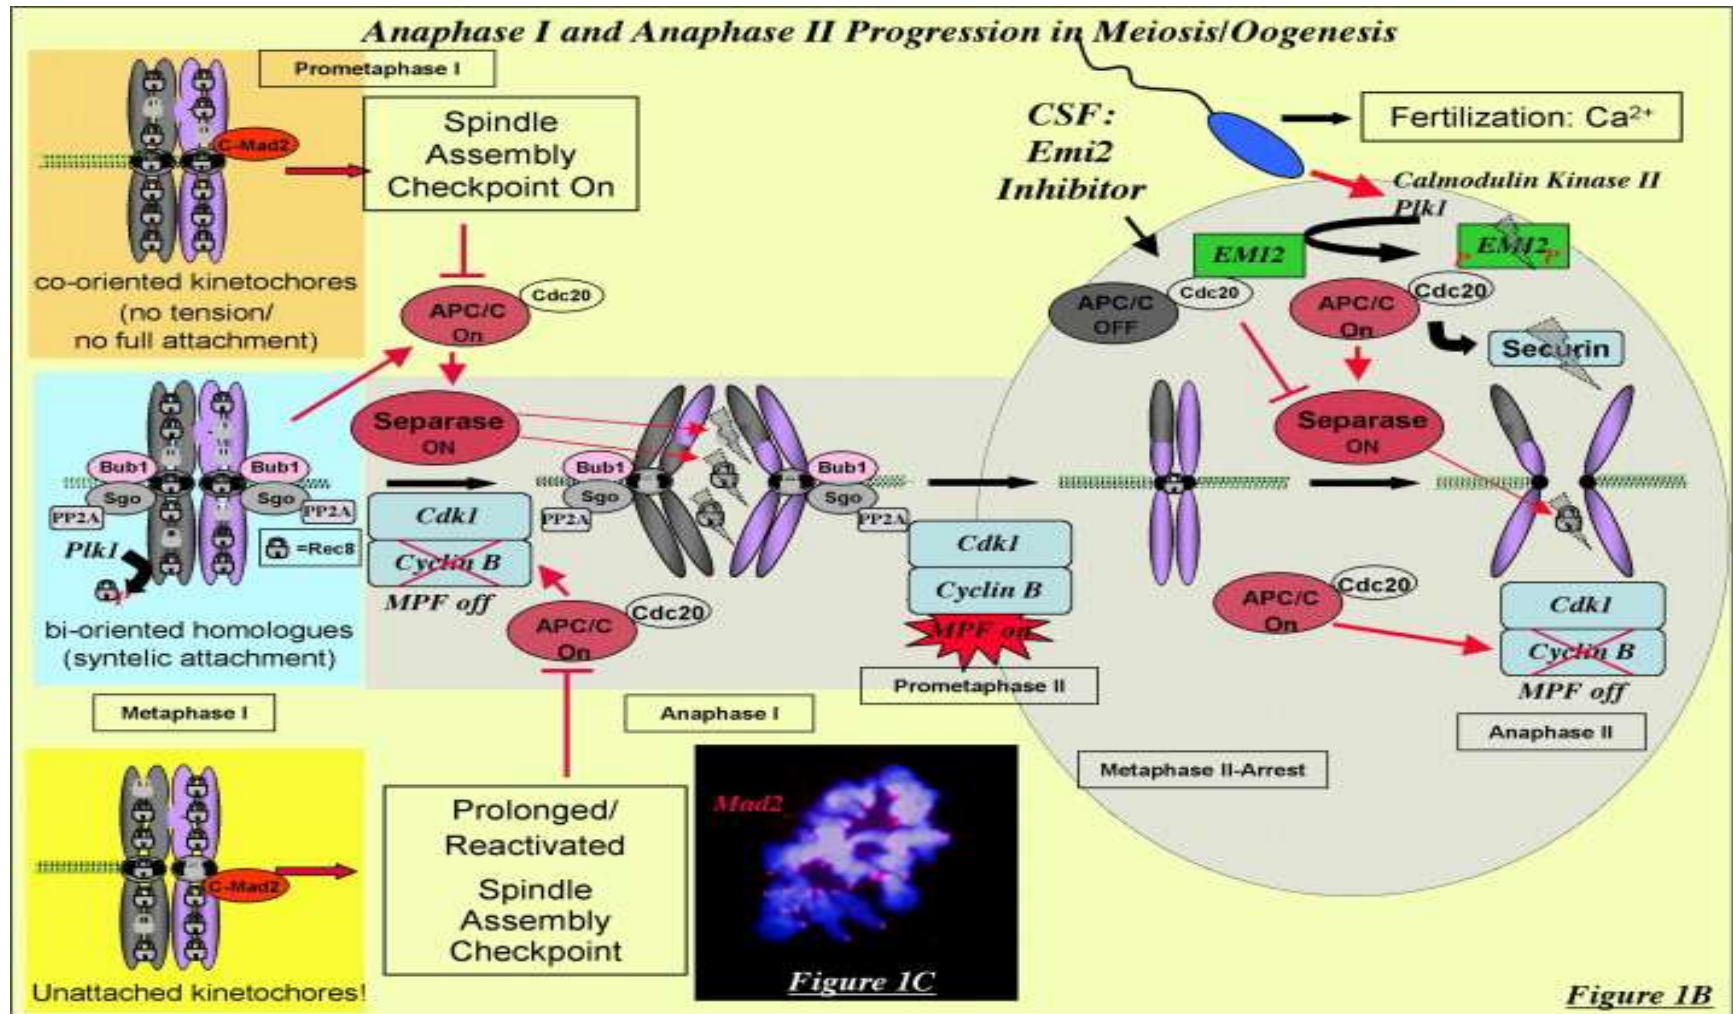 Anaphase I and Anaphase II Progression in Meiosis/Oogenesis
Prometaphase I
Spindle
Assembly
Checkpoint On
C-Mad2
co-oriented kinetochores
(no tension/
no full attachment)
APC/C
On
Cdc20
CSF:
Emi2
Inhibitor
Fertilization: Ca²⁺
Calmodulin Kinase II
Plk1
EMI2
EMI2
P
P
APC/C
OFF
Cdc20
APC/C
On
Cdc20
Securin
Separase
ON
Separase
ON
Bub1
Sgo
PP2A
Bub1
Sgo
PP2A
Plk1
P
=Rec8
bi-oriented homologues
(syntelic attachment)
Cdk1
Cyclin B
MPF off
Bub1
Sgo
PP2A
Bub1
Sgo
PP2A
APC/C
On
Cdc20
Cdk1
Cyclin B
MPF on
APC/C
On
Cdc20
Cdk1
Cyclin B
MPF off
Metaphase I
Anaphase I
Prometaphase II
Metaphase II-Arrest
Anaphase II
C-Mad2
Unattached kinetochores!
Prolonged/
Reactivated
Spindle
Assembly
Checkpoint
Mad2
Figure 1C
Figure 1B